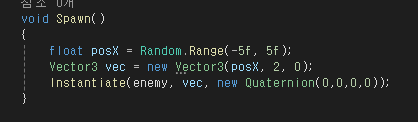 참조 0개
void Spawn()
{
float posX = Random.Range(-5f, 5f);
Vector3 vec = new Vector3(posX, 2, 0);
Instantiate(enemy, vec, new Quaternion(0,0,0,0));
}